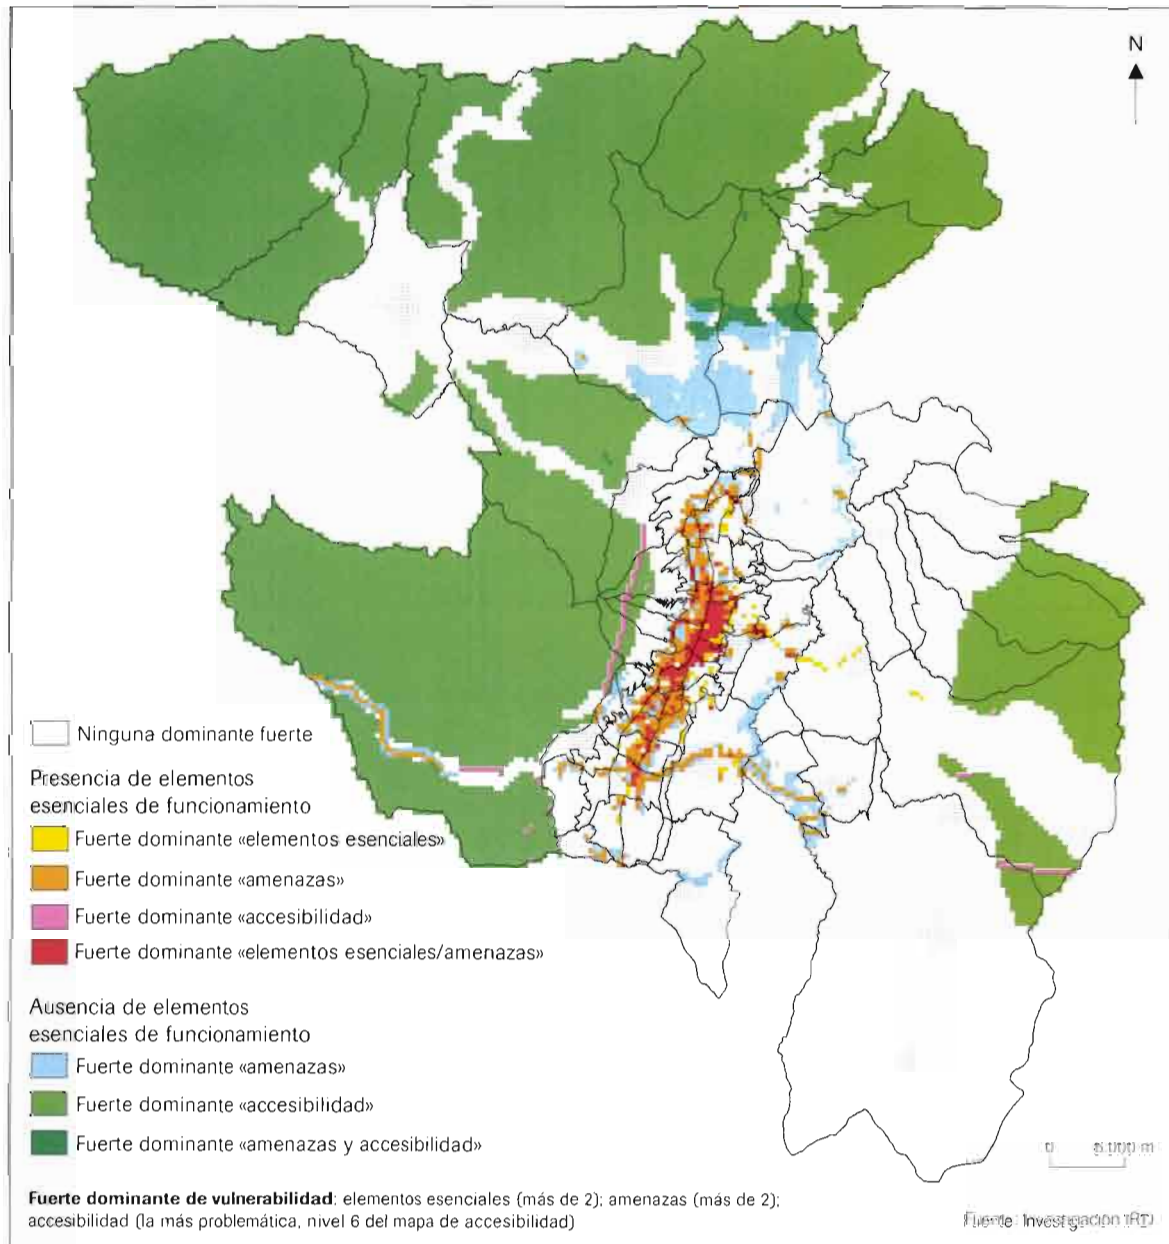 N
Ninguna dominante fuerte
Presencia de elementos
esenciales de funcionamiento
Fuerte dominante «elementos esenciales»
Fuerte dominante «amenazas»
Fuerte dominante «accesibilidad»
Fuerte dominante «elementos esenciales/amenazas»
Ausencia de elementos
esenciales de funcionamiento
Fuerte dominante «amenazas»
Fuerte dominante «accesibilidad»
Fuerte dominante «amenazas y accesibilidad»
0 m
Fuerte dominante de vulnerabilidad: elementos esenciales (más de 2); amenazas (más de 2);
accesibilidad (la más problemática, nivel 6 del mapa de accesibilidad)